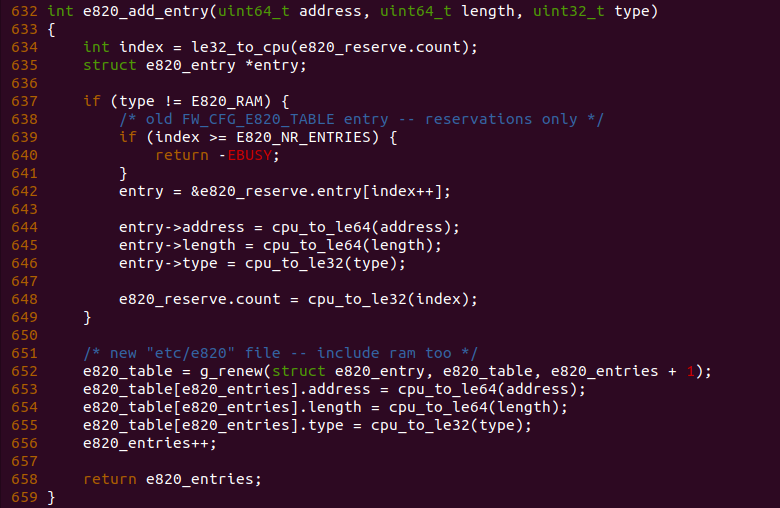 632 int e820_add_entry(uint64_t address, uint64_t length, uint32_t type)
633 {
634     int index = le32_to_cpu(e820_reserve.count);
635     struct e820_entry *entry;
636
637     if (type != E820_RAM) {
638         /* old FW_CFG_E820_TABLE entry -- reservations only */
639         if (index >= E820_NR_ENTRIES) {
640             return -EBUSY;
641         }
642         entry = &e820_reserve.entry[index++];
643
644         entry->address = cpu_to_le64(address);
645         entry->length = cpu_to_le64(length);
646         entry->type = cpu_to_le32(type);
647
648         e820_reserve.count = cpu_to_le32(index);
649     }
650
651     /* new "etc/e820" file -- include ram too */
652     e820_table = g_renew(struct e820_entry, e820_table, e820_entries + 1);
653     e820_table[e820_entries].address = cpu_to_le64(address);
654     e820_table[e820_entries].length = cpu_to_le64(length);
655     e820_table[e820_entries].type = cpu_to_le32(type);
656     e820_entries++;
657
658     return e820_entries;
659 }